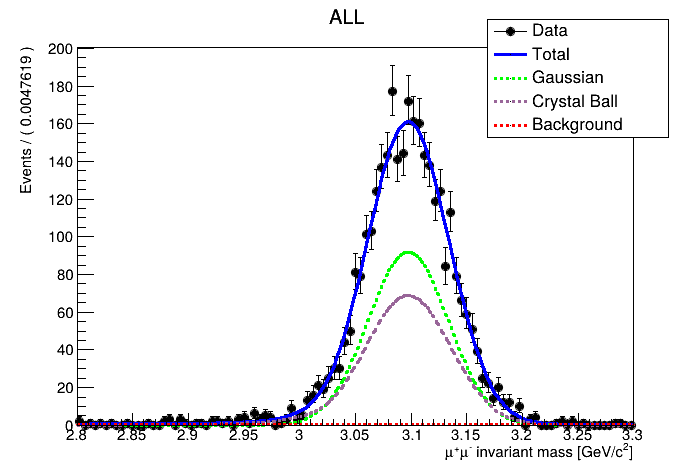 ALL
Data
Total
Gaussian
Crystal Ball
Background
Events / ( 0.0047619 )
200
180
160
140
120
100
80
60
40
20
0
2.8 2.85 2.9 2.95 3 3.05 3.1 3.15 3.2 3.25 3.3
μ⁺μ⁻ invariant mass [GeV/c²]